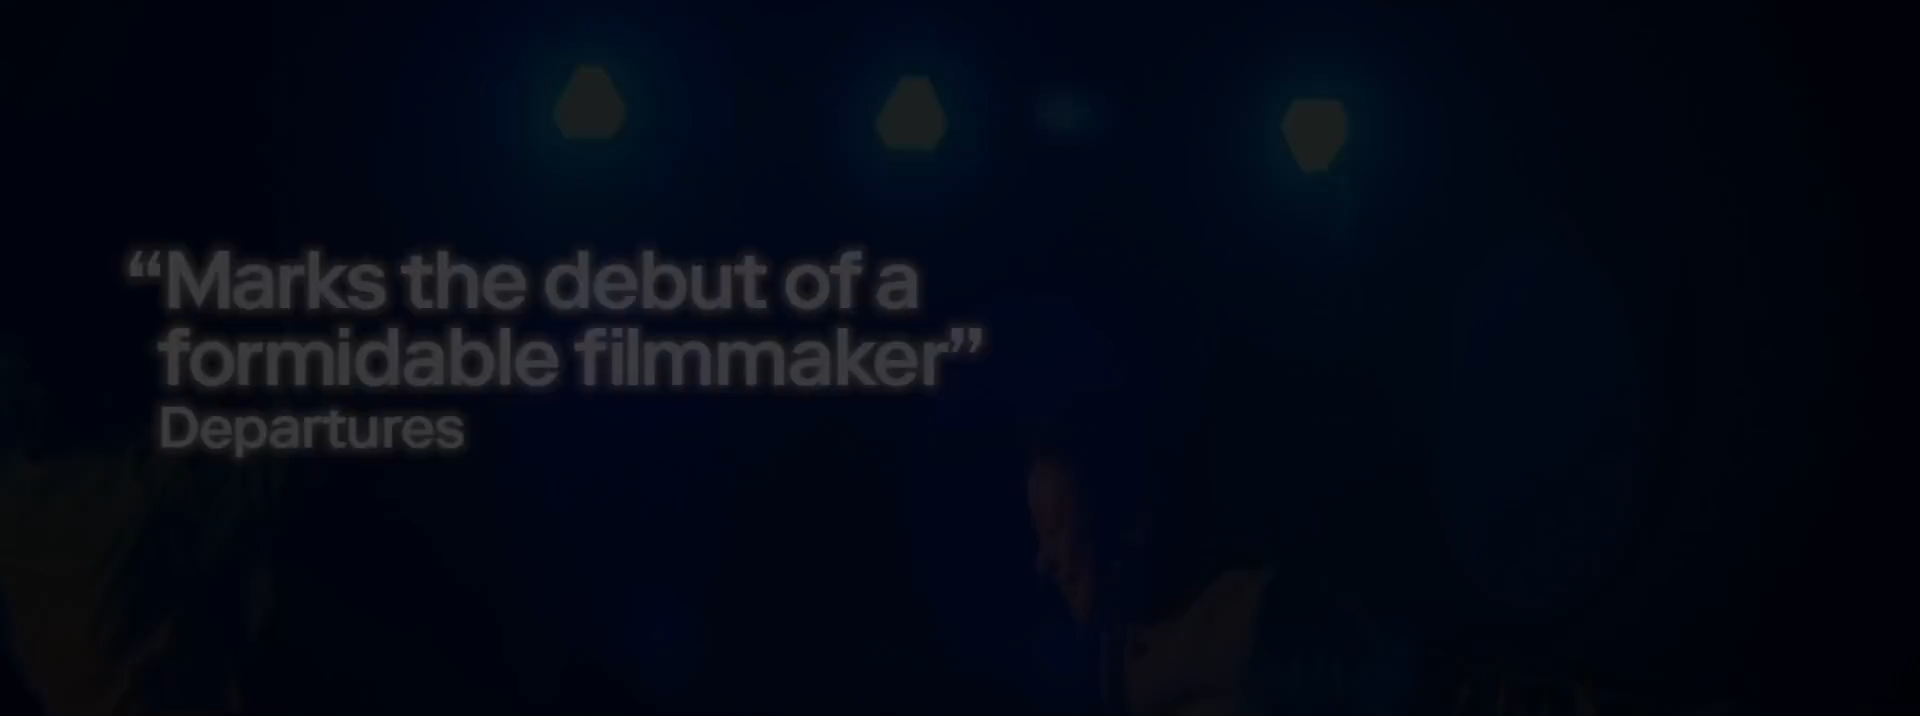 “Marks the debut of a
formidable filmmaker”
Departures